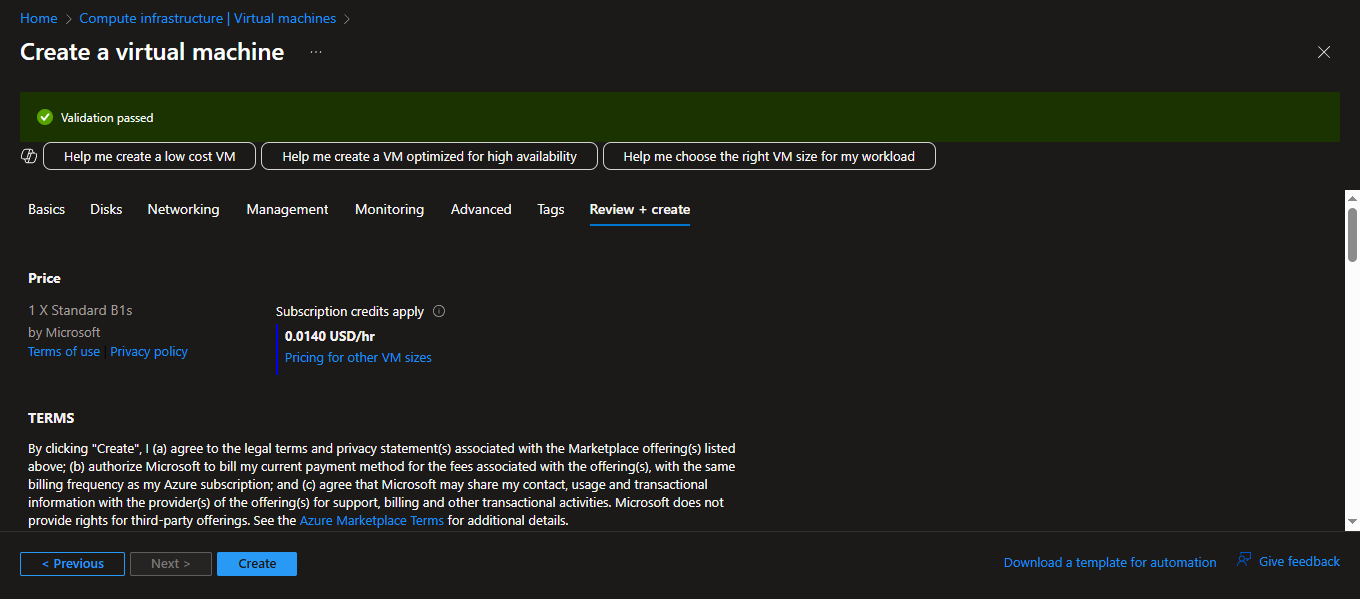 Home > Compute infrastructure | Virtual machines >
Create a virtual machine ...
Validation passed
Help me create a low cost VM Help me create a VM optimized for high availability Help me choose the right VM size for my workload
Basics Disks Networking Management Monitoring Advanced Tags Review + create
Price
1 X Standard B1s
by Microsoft
Terms of use | Privacy policy
Subscription credits apply
0.0140 USD/hr
Pricing for other VM sizes
TERMS
By clicking "Create", I (a) agree to the legal terms and privacy statement(s) associated with the Marketplace offering(s) listed
above; (b) authorize Microsoft to bill my current payment method for the fees associated with the offering(s), with the same
billing frequency as my Azure subscription; and (c) agree that Microsoft may share my contact, usage and transactional
information with the provider(s) of the offering(s) for support, billing and other transactional activities. Microsoft does not
provide rights for third-party offerings. See the Azure Marketplace Terms for additional details.
< Previous Next > Create Download a template for automation Give feedback